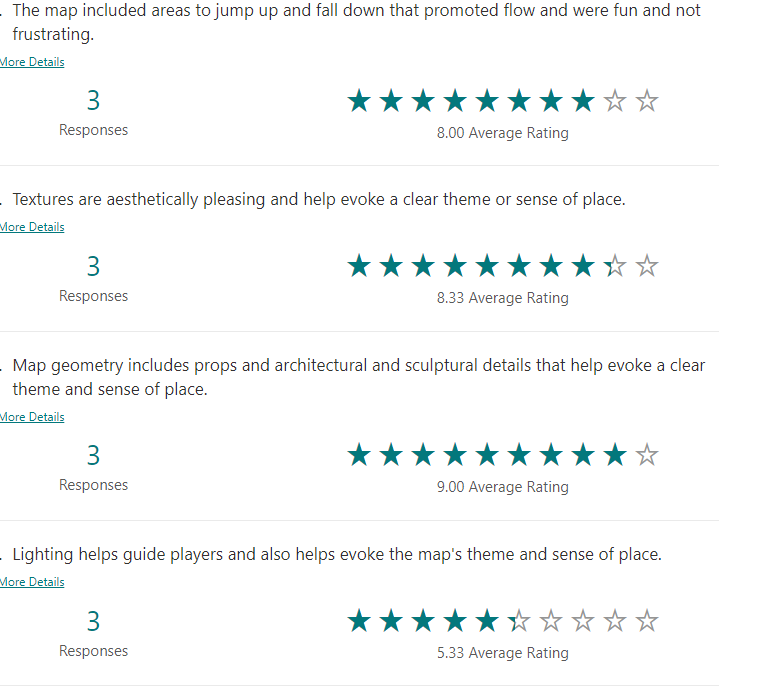 . The map included areas to jump up and fall down that promoted flow and were fun and not
frustrating.
More Details
3
Responses
8.00 Average Rating
. Textures are aesthetically pleasing and help evoke a clear theme or sense of place.
More Details
3
Responses
8.33 Average Rating
. Map geometry includes props and architectural and sculptural details that help evoke a clear
theme and sense of place.
More Details
3
Responses
9.00 Average Rating
. Lighting helps guide players and also helps evoke the map's theme and sense of place.
More Details
3
Responses
5.33 Average Rating